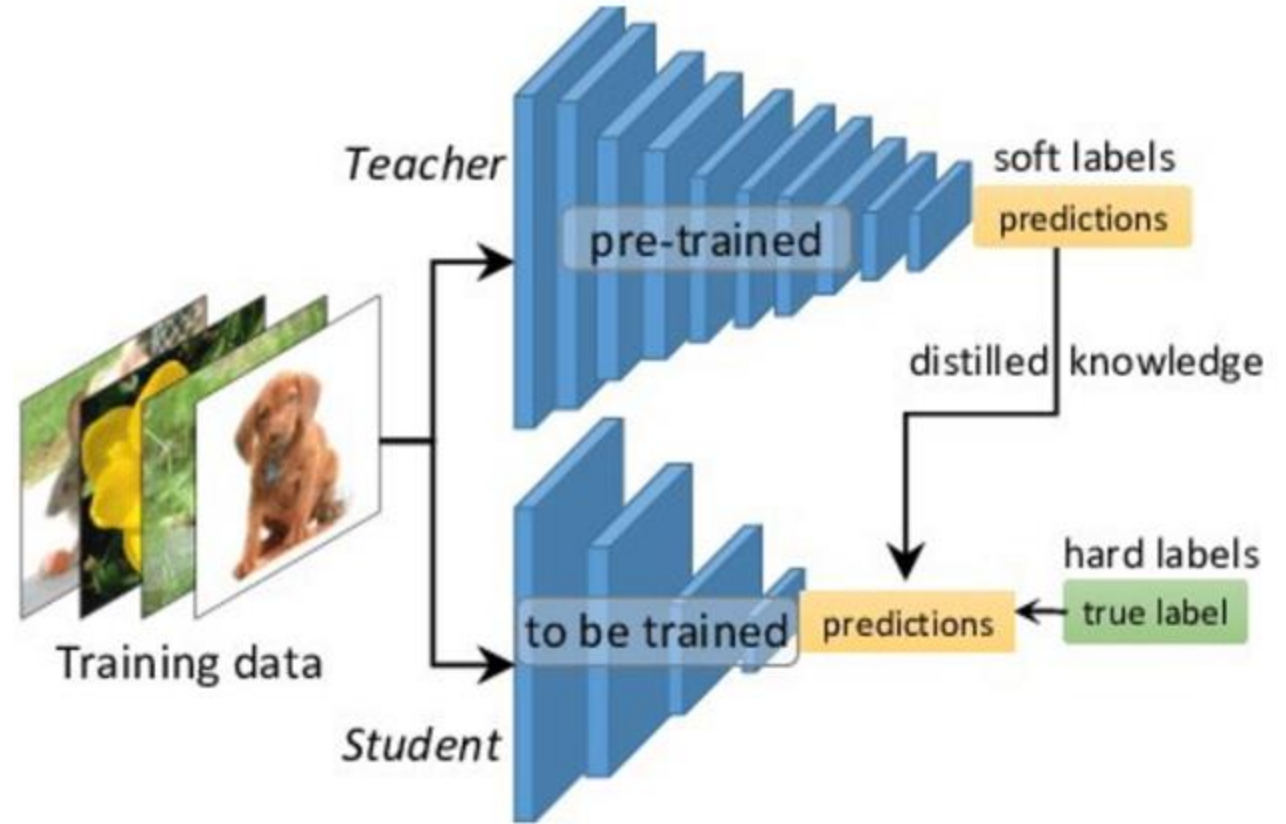 Teacher
soft labels
predictions
pre-trained
distilled knowledge
hard labels
true label
predictions
to be trained
Training data
Student